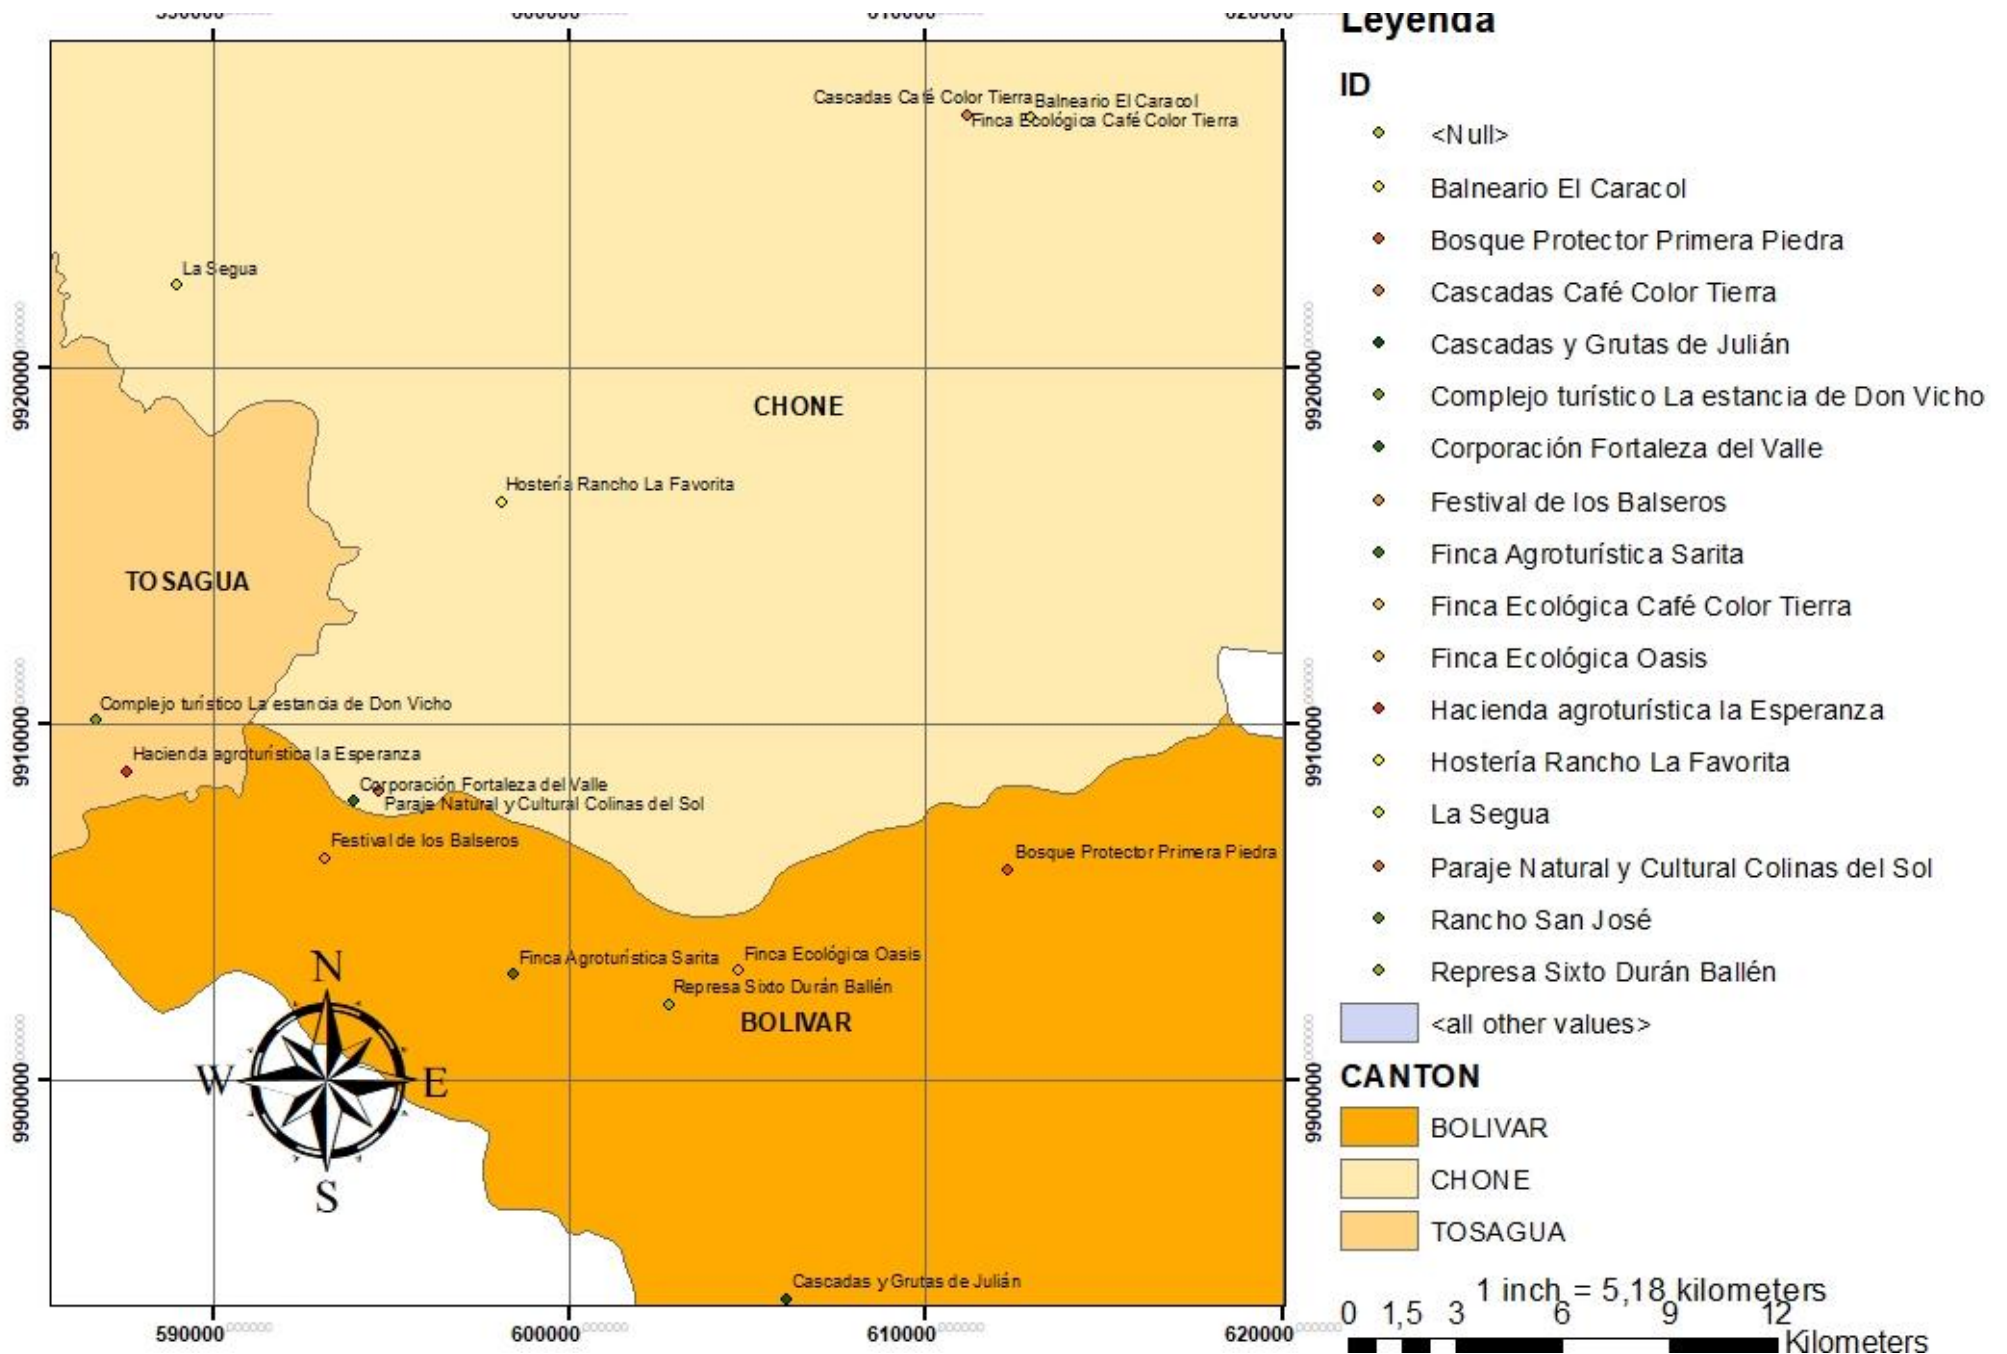 590000 600000 610000 620000
Cascadas Café Color Tierra
Balneario El Caracol
Finca Ecológica Café Color Tierra
La Segua
9920000
9920000
CHONE
Hostería Rancho La Favorita
TOSAGUA
Complejo turístico La estancia de Don Vicho
9910000
9910000
Hacienda agroturística la Esperanza
Corporación Fortaleza del Valle
Paraje Natural y Cultural Colinas del Sol
Festival de los Balseros
Bosque Protector Primera Piedra
Finca Agroturística Sarita
Finca Ecológica Oasis
Represa Sixto Durán Ballén
BOLIVAR
N
W E
S
9900000
9900000
Cascadas y Grutas de Julián
590000,000000 600000,000000 610000,000000 620000,000000
Leyenda
ID
<Null>
Balneario El Caracol
Bosque Protector Primera Piedra
Cascadas Café Color Tierra
Cascadas y Grutas de Julián
Complejo turístico La estancia de Don Vicho
Corporación Fortaleza del Valle
Festival de los Balseros
Finca Agroturística Sarita
Finca Ecológica Café Color Tierra
Finca Ecológica Oasis
Hacienda agroturística la Esperanza
Hostería Rancho La Favorita
La Segua
Paraje Natural y Cultural Colinas del Sol
Rancho San José
Represa Sixto Durán Ballén
<all other values>
CANTON
BOLIVAR
CHONE
TOSAGUA
1 inch = 5,18 kilometers
0 1,5 3 6 9 12
Kilometers